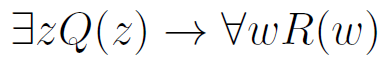 ∃zQ(z) → ∀wR(w)